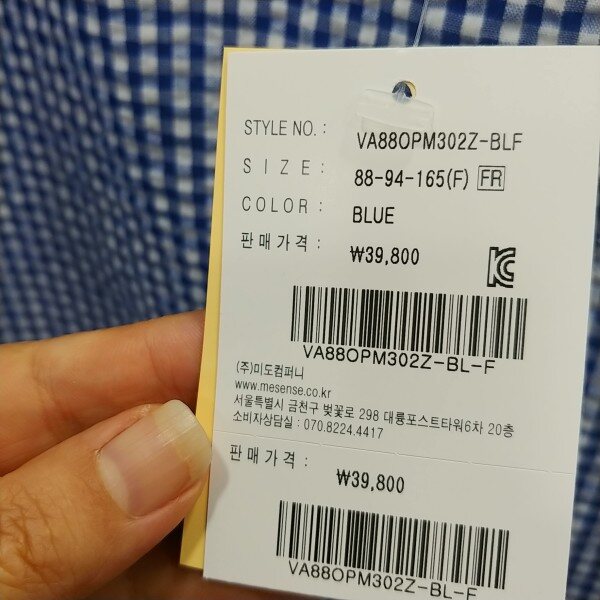 STYLE NO. : VA88OPM302Z-BLF
SIZE : 88-94-165(F) FR
COLOR : BLUE
판매가격 : ₩39,800
KC
VA88OPM302Z-BL-F
(주)미도컴퍼니
www.mesense.co.kr
서울특별시 금천구 벚꽃로 298 대륭포스트타워6차 20층
소비자상담실 : 070.8224.4417
판매가격 : ₩39,800
VA88OPM302Z-BL-F